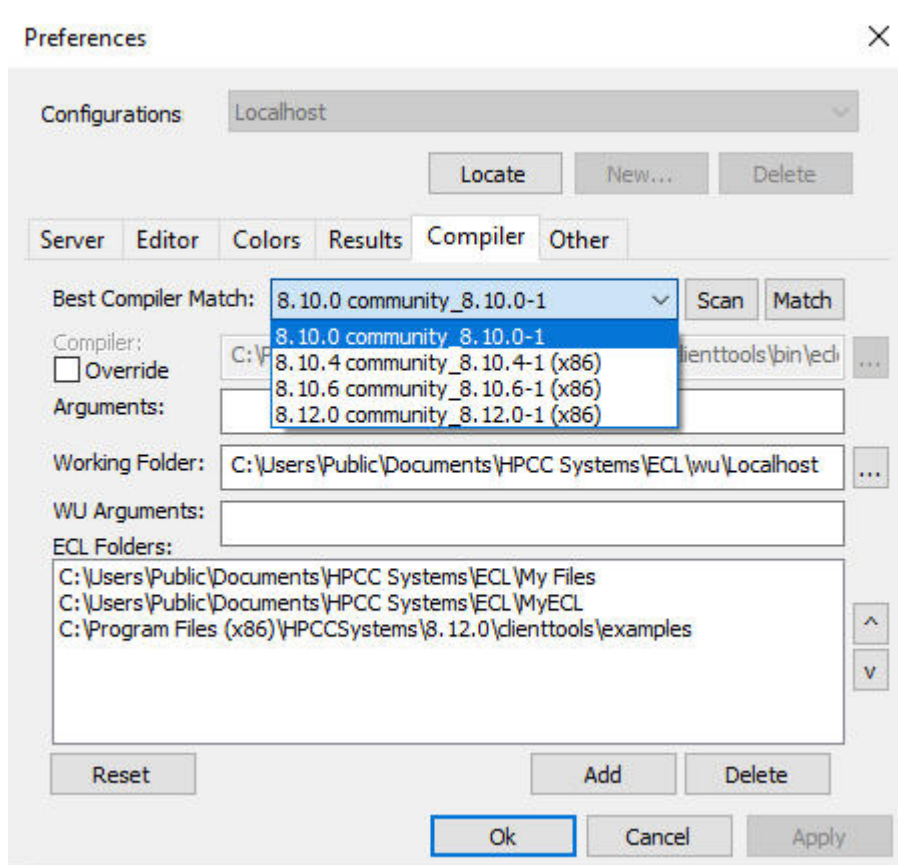 Preferences
Configurations Localhost
Locate New... Delete
Server Editor Colors Results Compiler Other
Best Compiler Match: 8.10.0 community_8.10.0-1 Scan Match
8.10.0 community_8.10.0-1
Compiler:
C:\ lienttools\bin\ecl ...
Override
8.10.4 community_8.10.4-1 (x86)
8.10.6 community_8.10.6-1 (x86)
Arguments:
8.12.0 community_8.12.0-1 (x86)
Working Folder: C:\Users\Public\Documents\HPCC Systems\ECL\wu\Localhost ...
WU Arguments:
ECL Folders:
C:\Users\Public\Documents\HPCC Systems\ECL\My Files
C:\Users\Public\Documents\HPCC Systems\ECL\MyECL
C:\Program Files (x86)\HPCCSystems\8.12.0\clienttools\examples
^
v
Reset Add Delete
Ok Cancel Apply